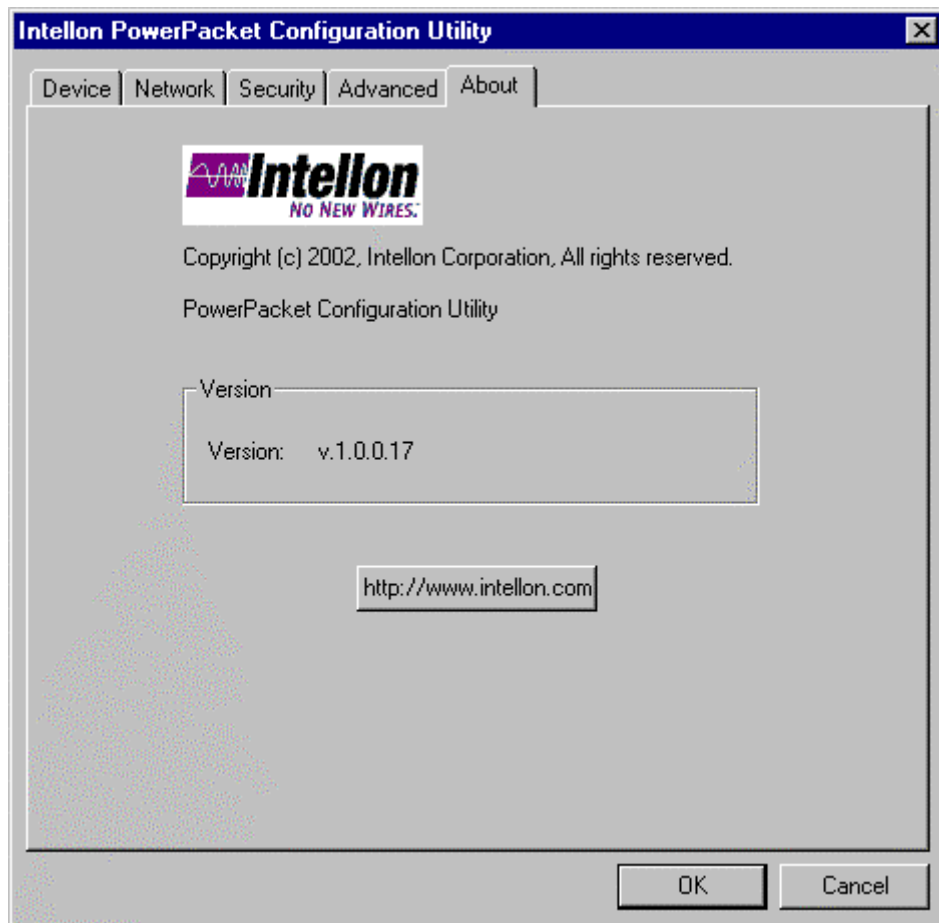 Intellon PowerPacket Configuration Utility
Device Network Security Advanced About
Intellon
NO NEW WIRES.
Copyright (c) 2002, Intellon Corporation, All rights reserved.
PowerPacket Configuration Utility
Version
Version: v.1.0.0.17
http://www.intellon.com
OK Cancel